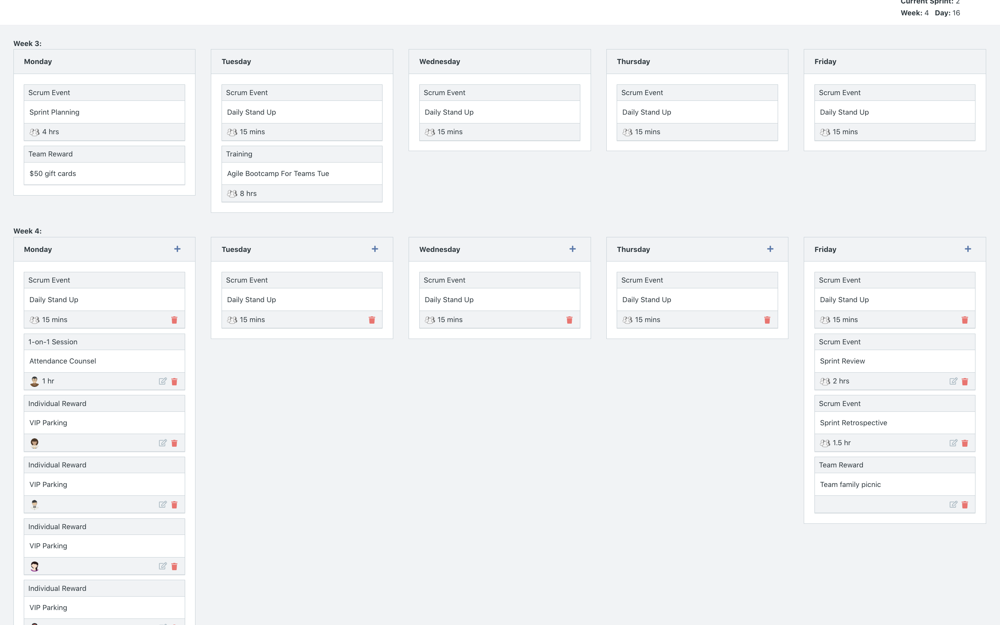 Current Sprint: 2
Week: 4 Day: 16
Week 3:
Monday
Scrum Event
Sprint Planning
4 hrs
Team Reward
$50 gift cards
Tuesday
Scrum Event
Daily Stand Up
15 mins
Training
Agile Bootcamp For Teams Tue
8 hrs
Wednesday
Scrum Event
Daily Stand Up
15 mins
Thursday
Scrum Event
Daily Stand Up
15 mins
Friday
Scrum Event
Daily Stand Up
15 mins
Week 4:
Monday
Scrum Event
Daily Stand Up
15 mins
1-on-1 Session
Attendance Counsel
1 hr
Individual Reward
VIP Parking
Individual Reward
VIP Parking
Individual Reward
VIP Parking
Individual Reward
VIP Parking
Tuesday
Scrum Event
Daily Stand Up
15 mins
Wednesday
Scrum Event
Daily Stand Up
15 mins
Thursday
Scrum Event
Daily Stand Up
15 mins
Friday
Scrum Event
Daily Stand Up
15 mins
Scrum Event
Sprint Review
2 hrs
Scrum Event
Sprint Retrospective
1.5 hr
Team Reward
Team family picnic